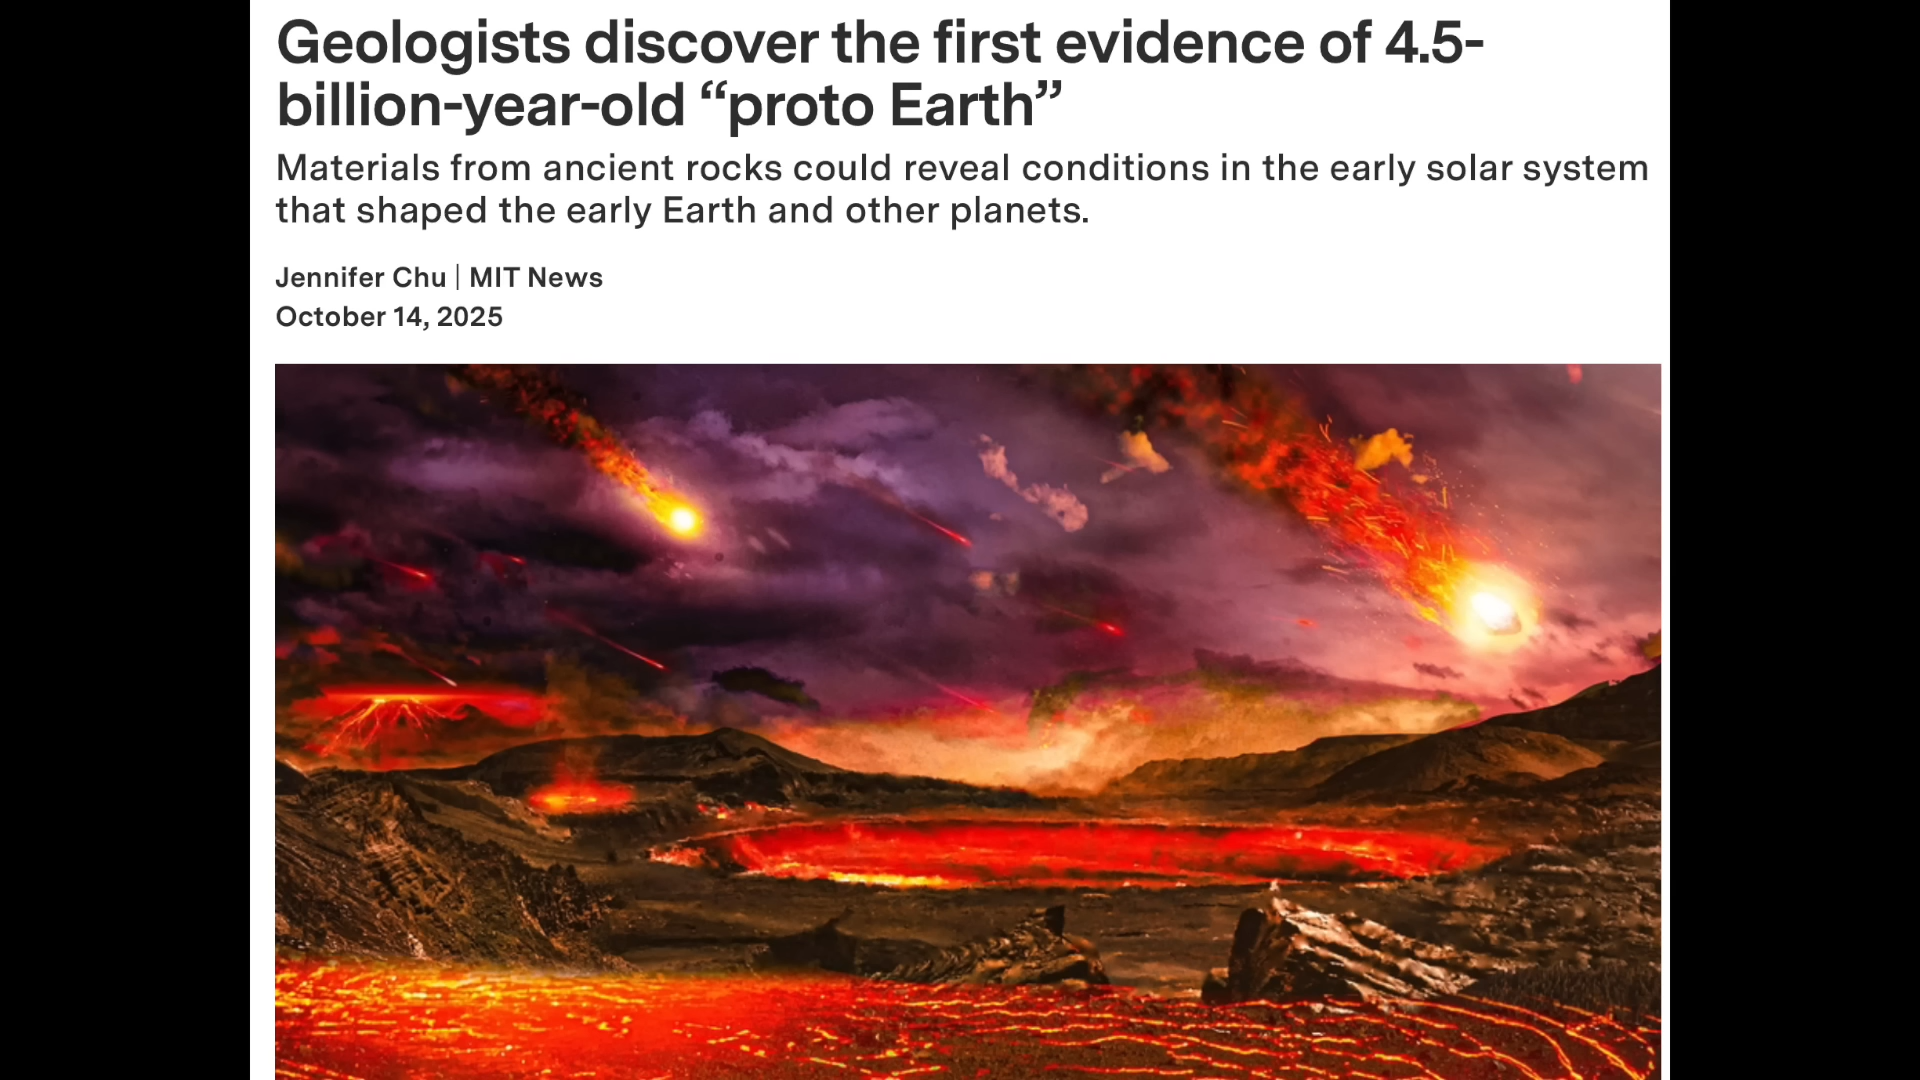 Geologists discover the first evidence of 4.5-
billion-year-old “proto Earth”
Materials from ancient rocks could reveal conditions in the early solar system
that shaped the early Earth and other planets.
Jennifer Chu | MIT News
October 14, 2025